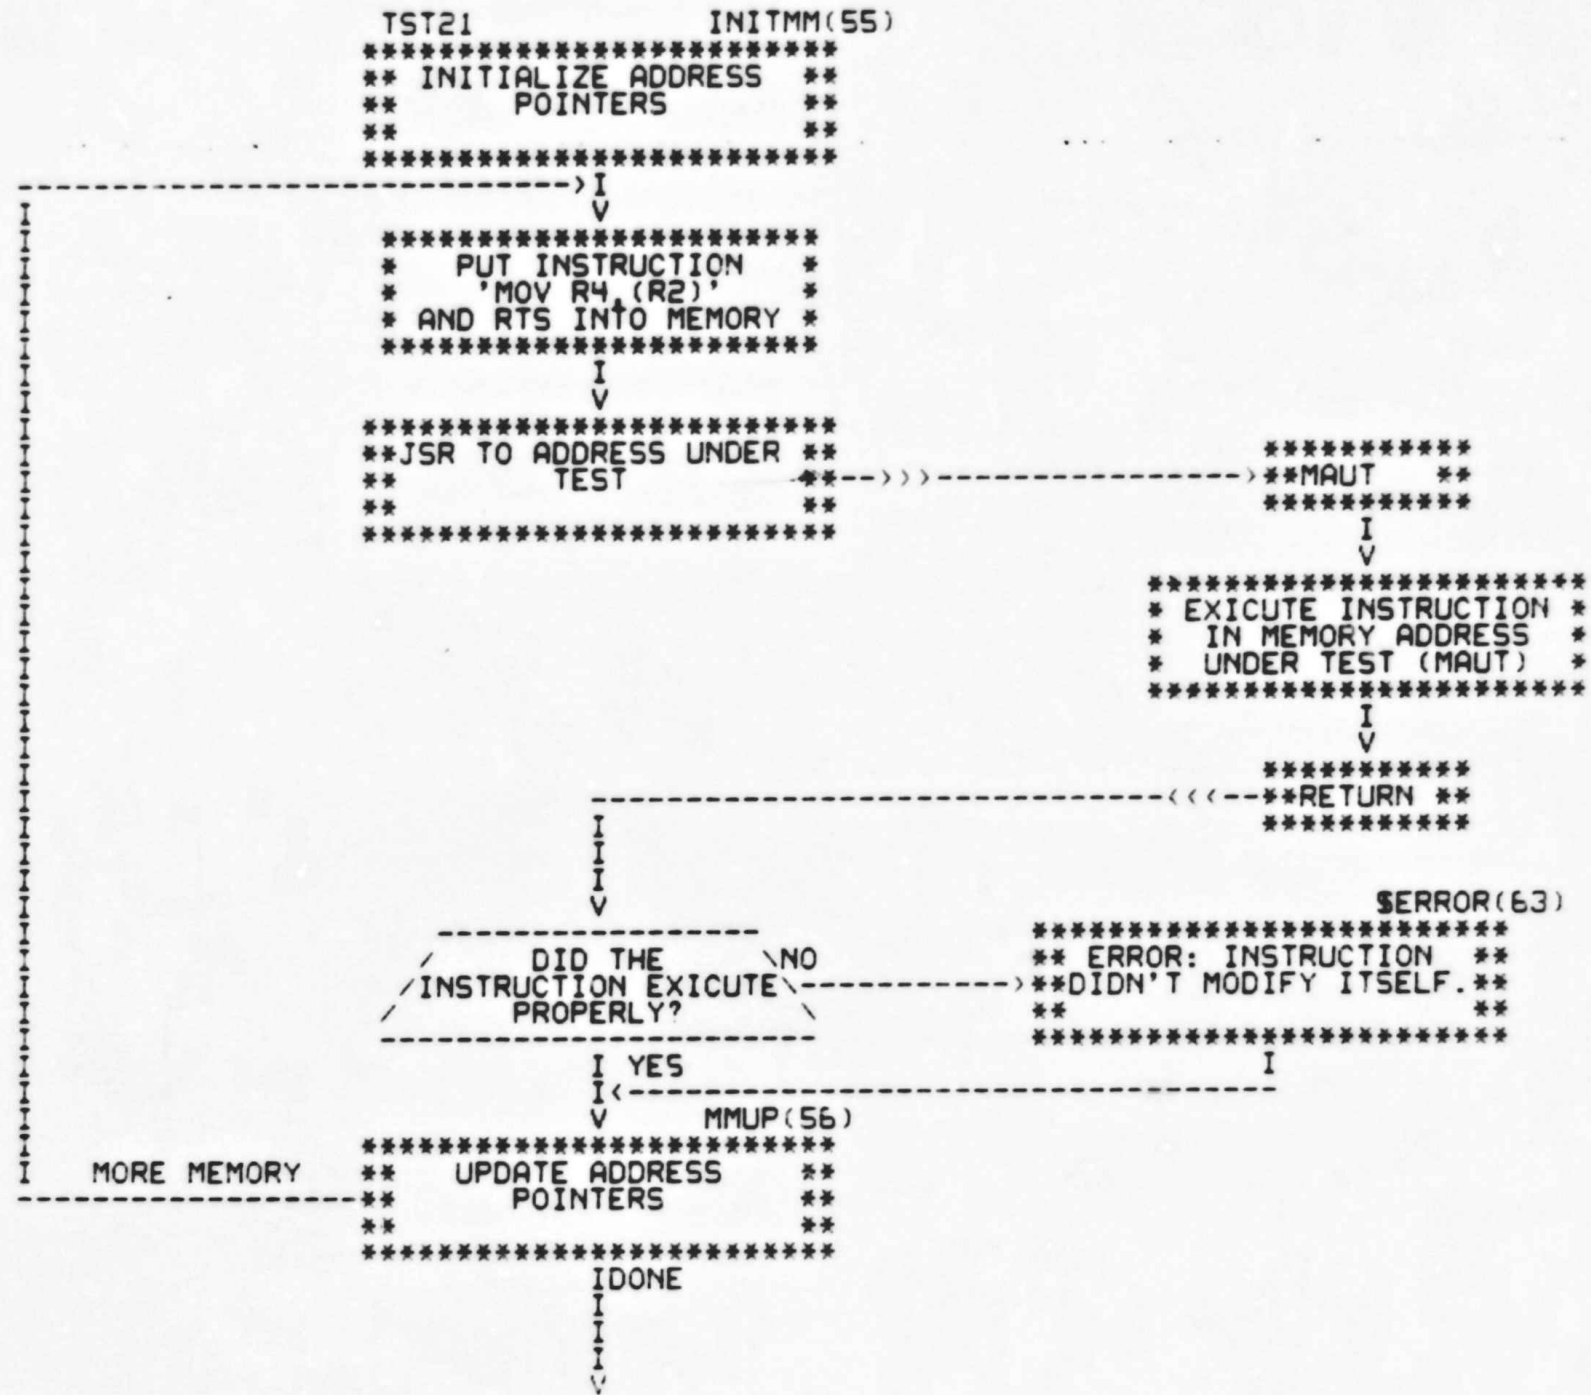 TST21 INITMM(55)
INITIALIZE ADDRESS
POINTERS
PUT INSTRUCTION
'MOV R4,(R2)'
AND RTS INTO MEMORY
JSR TO ADDRESS UNDER
TEST
MAUT
EXICUTE INSTRUCTION
IN MEMORY ADDRESS
UNDER TEST (MAUT)
RETURN
$ERROR(63)
DID THE NO
INSTRUCTION EXICUTE
PROPERLY?
ERROR: INSTRUCTION
DIDN'T MODIFY ITSELF.
YES
MMUP(56)
MORE MEMORY
UPDATE ADDRESS
POINTERS
DONE